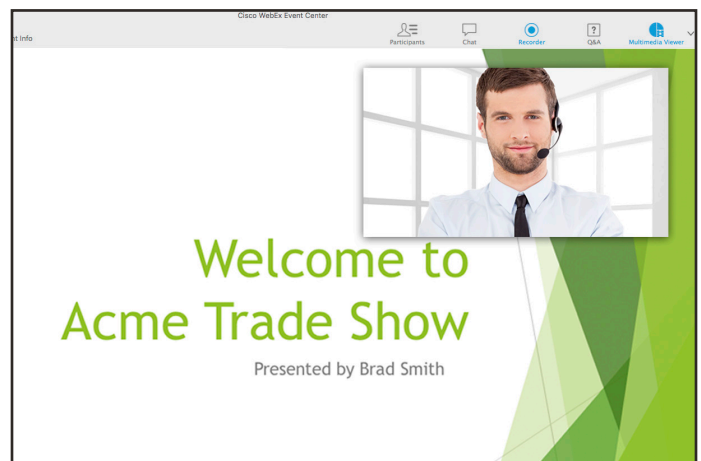 Cisco WebEx Event Center
nt Info
Participants
Chat
Recorder
?
Q&A
Multimedia Viewer
Welcome to
Acme Trade Show
Presented by Brad Smith